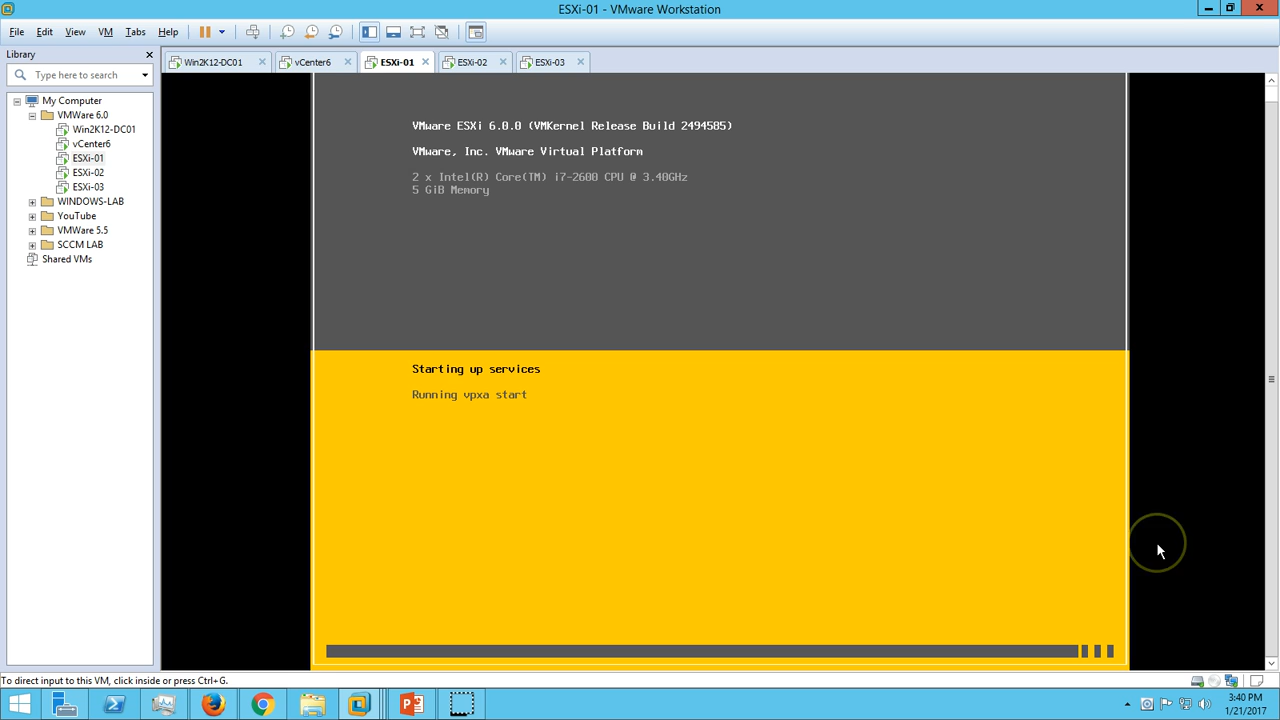 ESXi-01 - VMware Workstation
File Edit View VM Tabs Help
Library
Type here to search
Win2K12-DC01 vCenter6 ESXi-01 ESXi-02 ESXi-03
My Computer
VMWare 6.0
Win2K12-DC01
vCenter6
ESXi-01
ESXi-02
ESXi-03
WINDOWS-LAB
YouTube
VMWare 5.5
SCCM LAB
Shared VMs
VMware ESXi 6.0.0 (VMKernel Release Build 2494585)
VMware, Inc. VMware Virtual Platform
2 x Intel(R) Core(TM) i7-2600 CPU @ 3.40GHz
5 GiB Memory
Starting up services
Running vpxa start
To direct input to this VM, click inside or press Ctrl+G.
3:40 PM
1/21/2017